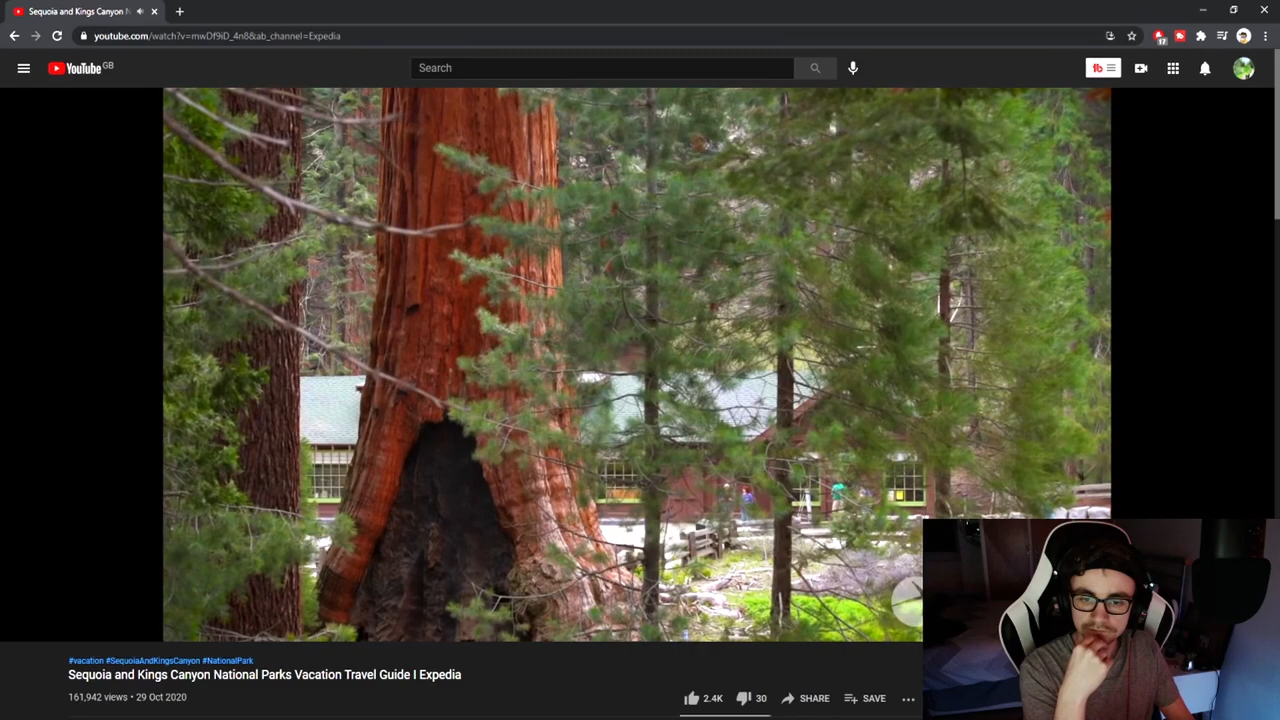 Sequoia and Kings Canyon N
youtube.com/watch?v=mwDf9iD_4n8&ab_channel=Expedia
17
YouTube GB
Search
#vacation #SequoiaAndKingsCanyon #NationalPark
Sequoia and Kings Canyon National Parks Vacation Travel Guide I Expedia
161,942 views • 29 Oct 2020
2.4K
30
SHARE
SAVE